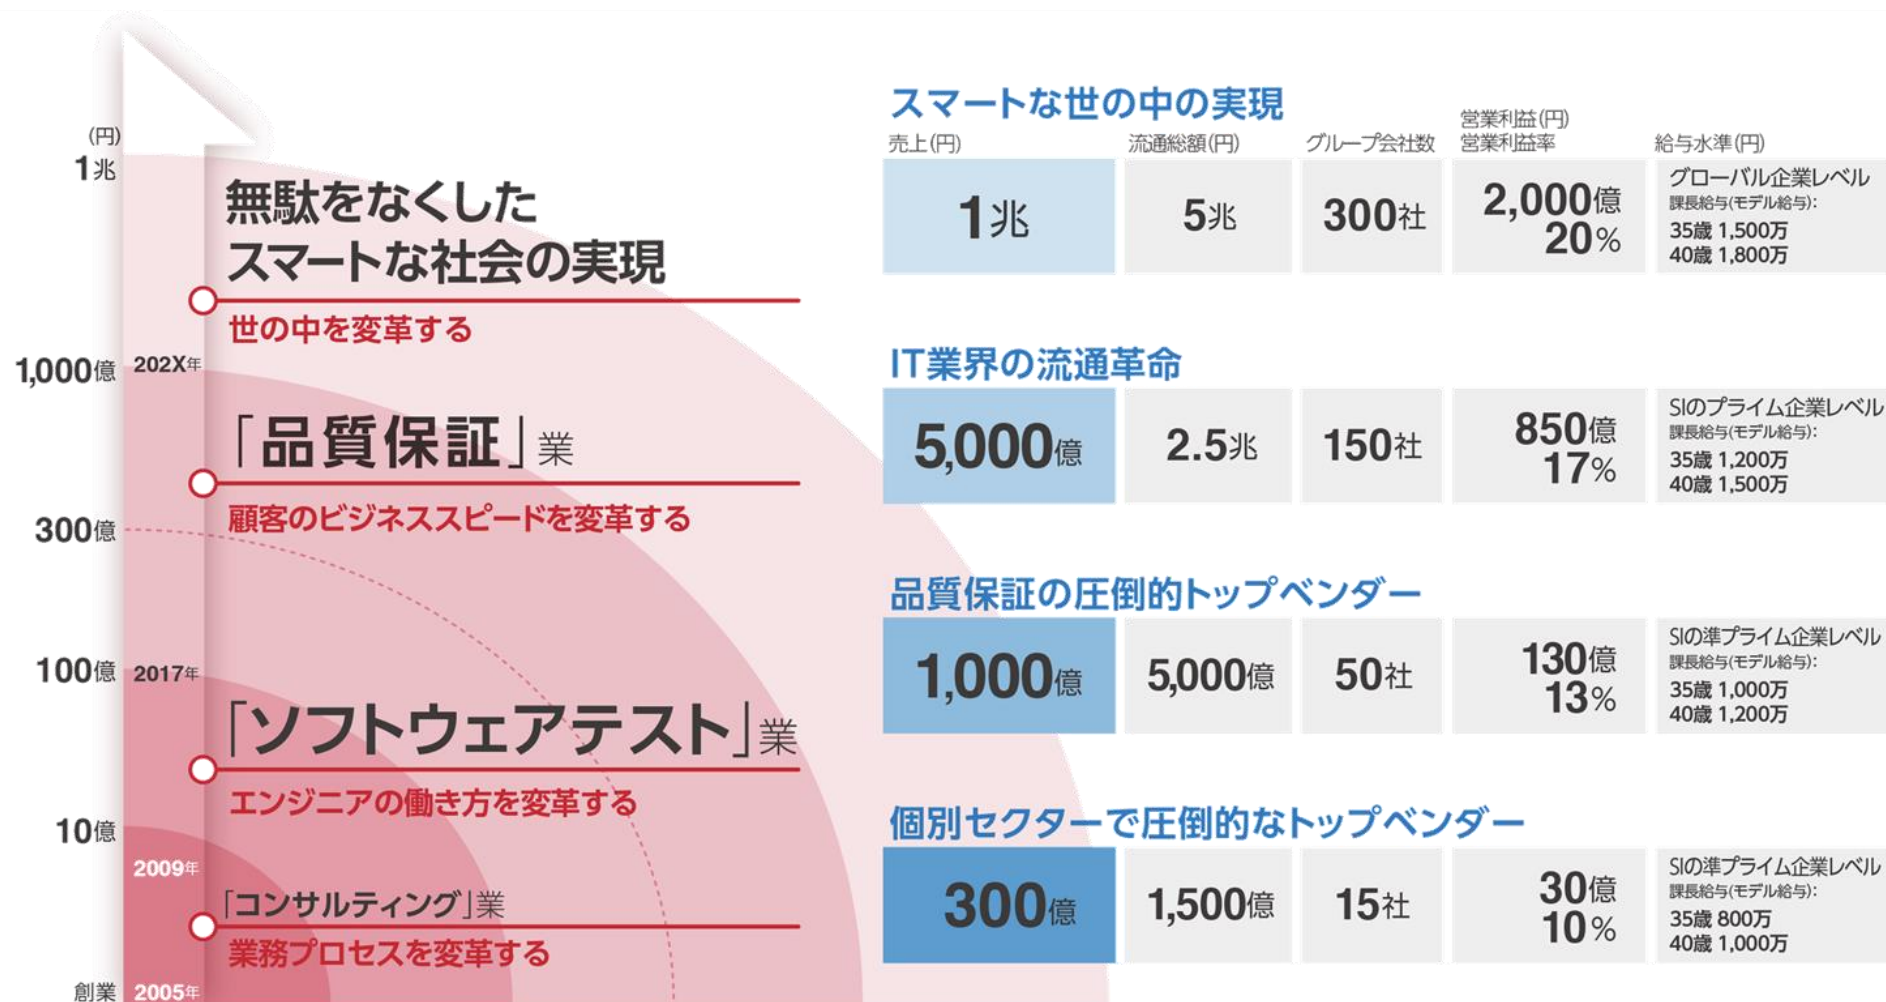 (円)
1兆
無駄をなくした
スマートな社会の実現
世の中を変革する
1,000億
202X年
「品質保証」業
顧客のビジネススピードを変革する
300億
100億
2017年
「ソフトウェアテスト」業
エンジニアの働き方を変革する
10億
2009年
「コンサルティング」業
業務プロセスを変革する
創業
2005年
スマートな世の中の実現
売上(円)
流通総額(円)
グループ会社数
営業利益(円)
営業利益率
給与水準(円)
1兆
5兆
300社
2,000億
20%
グローバル企業レベル
課長給与(モデル給与):
35歳 1,500万
40歳 1,800万
IT業界の流通革命
5,000億
2.5兆
150社
850億
17%
SIのプライム企業レベル
課長給与(モデル給与):
35歳 1,200万
40歳 1,500万
品質保証の圧倒的トップベンダー
1,000億
5,000億
50社
130億
13%
SIの準プライム企業レベル
課長給与(モデル給与):
35歳 1,000万
40歳 1,200万
個別セクターで圧倒的なトップベンダー
300億
1,500億
15社
30億
10%
SIの準プライム企業レベル
課長給与(モデル給与):
35歳 800万
40歳 1,000万